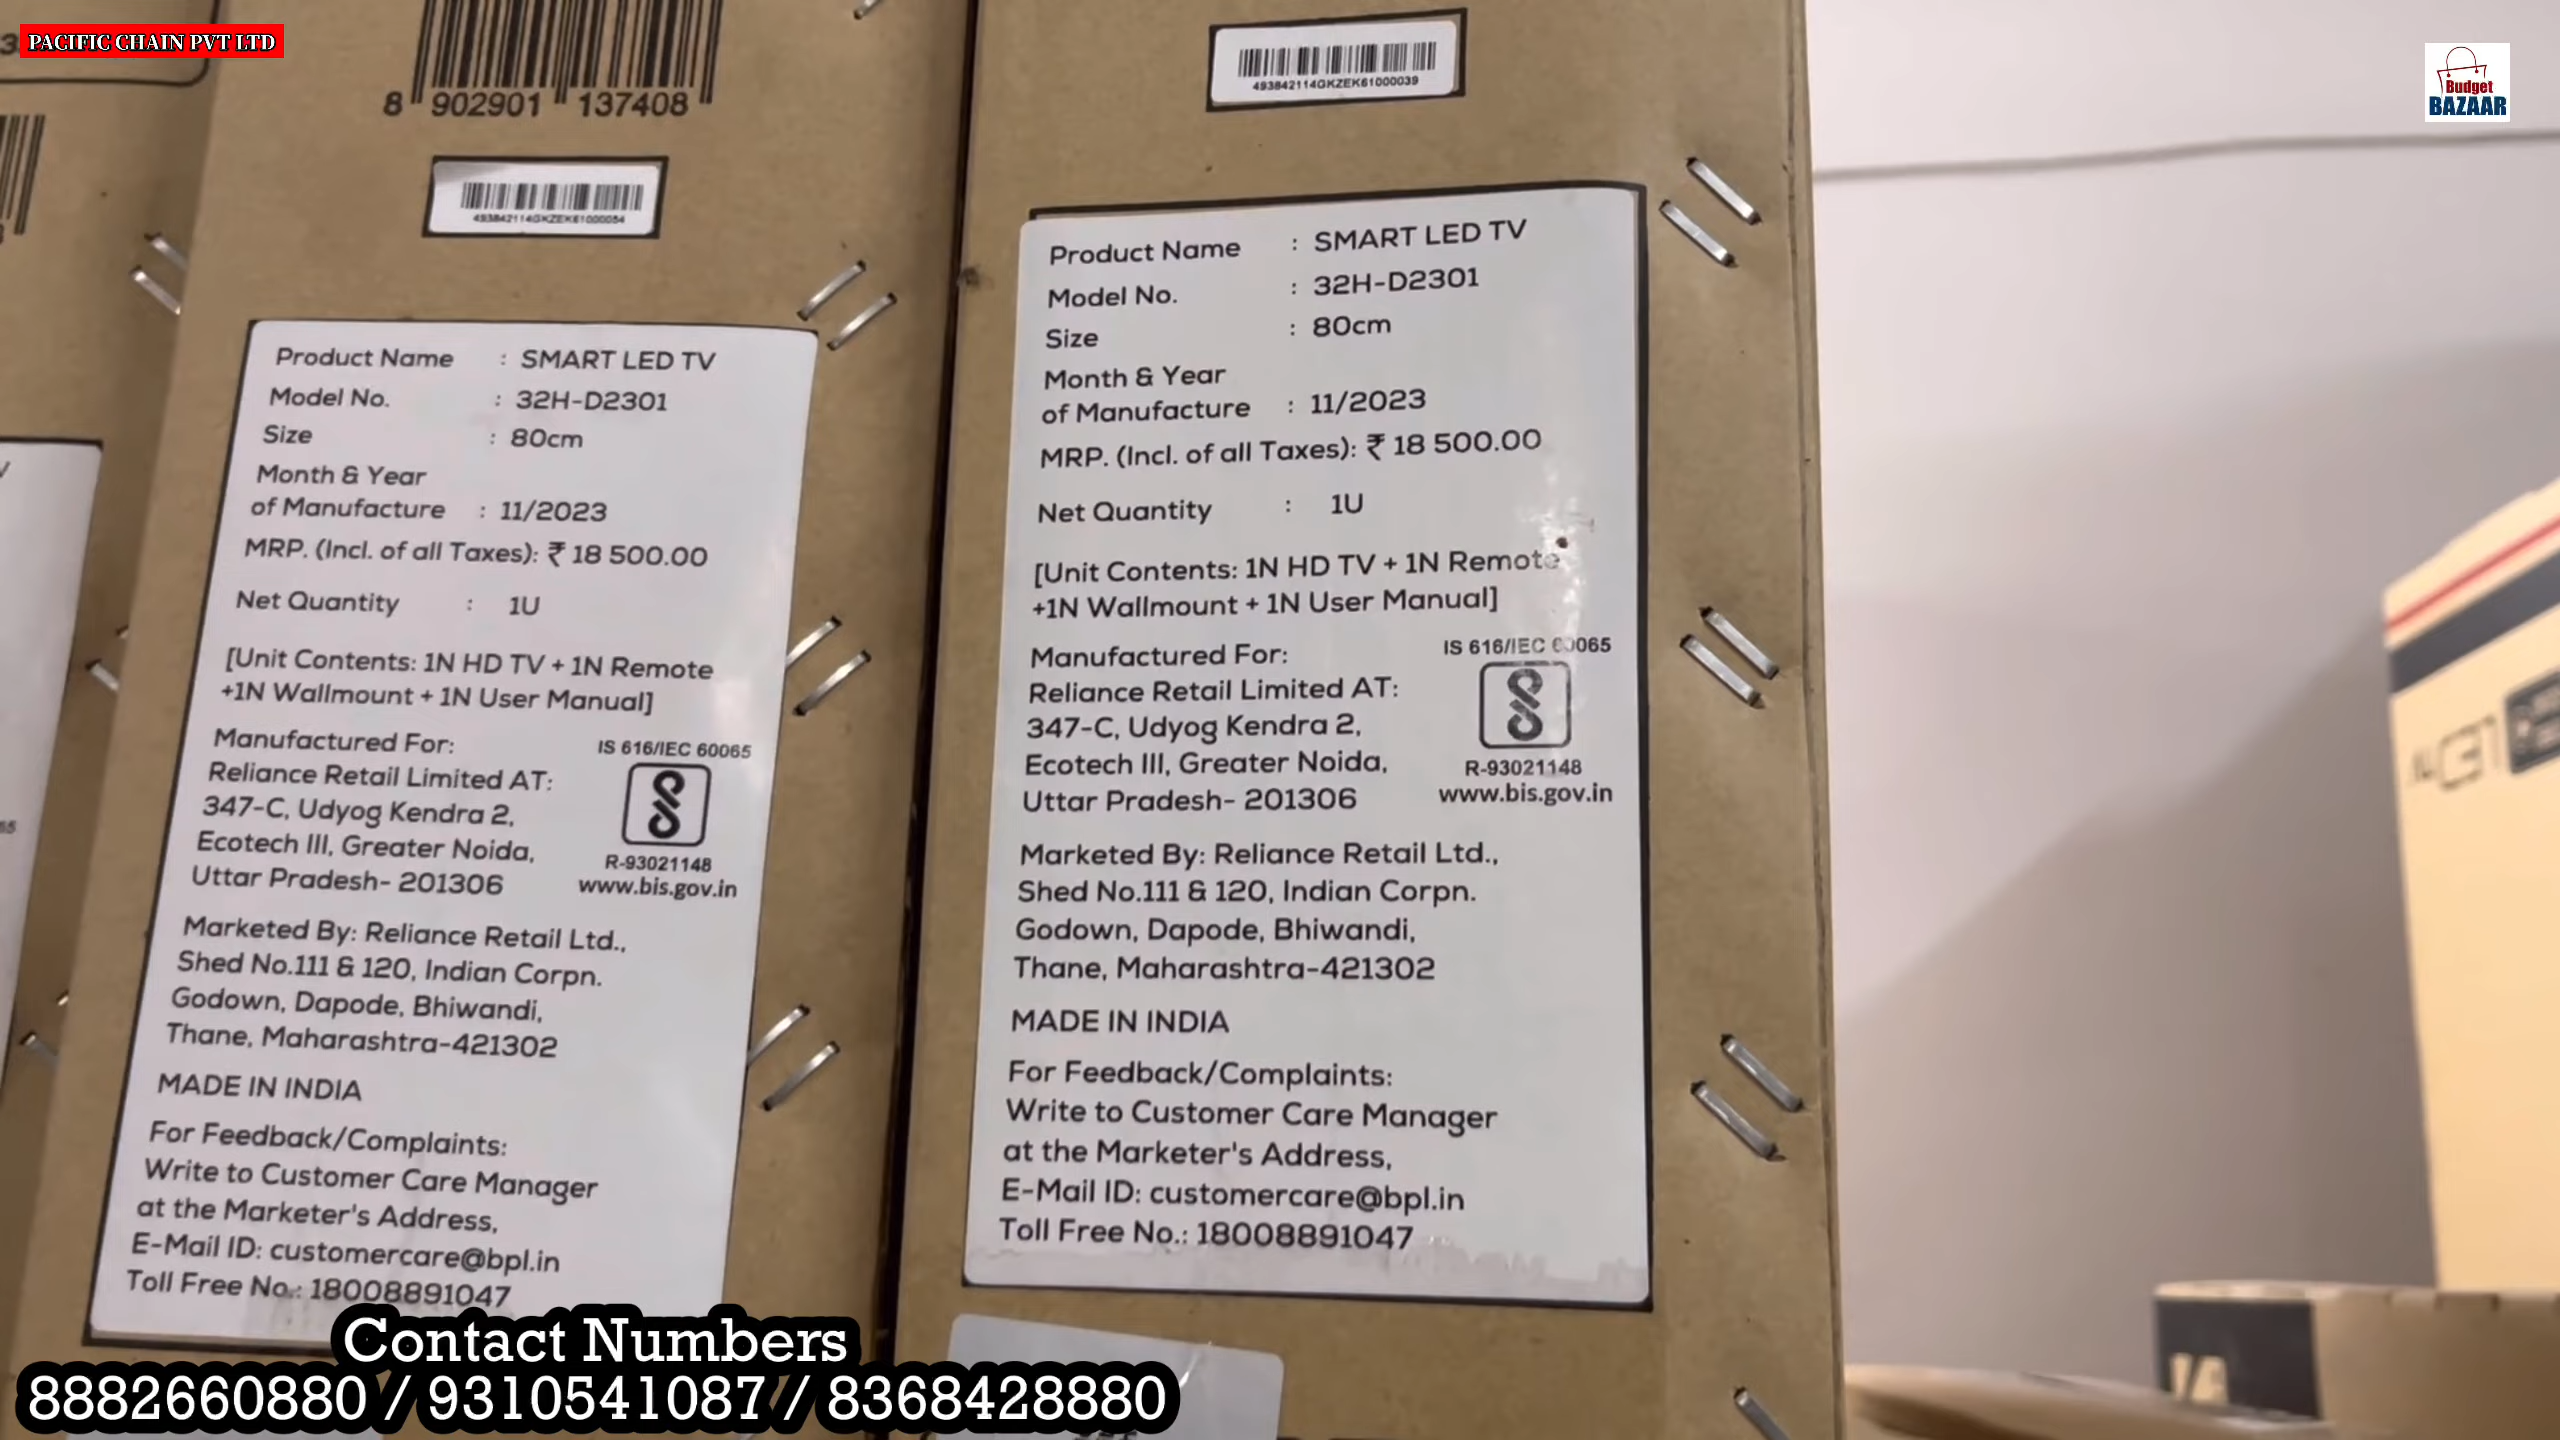 PACIFIC CHAIN PVT LTD
Budget
BAZAAR
8 902901 137408
493842114GKZEK61000054
Product Name : SMART LED TV
Model No. : 32H-D2301
Size : 80cm
Month & Year
of Manufacture : 11/2023
MRP. (Incl. of all Taxes): ₹ 18 500.00
Net Quantity : 1U
[Unit Contents: 1N HD TV + 1N Remote
+1N Wallmount + 1N User Manual]
Manufactured For:
Reliance Retail Limited AT:
347-C, Udyog Kendra 2,
Ecotech III, Greater Noida,
Uttar Pradesh- 201306
IS 616/IEC 60065
R-93021148
www.bis.gov.in
Marketed By: Reliance Retail Ltd.,
Shed No.111 & 120, Indian Corpn.
Godown, Dapode, Bhiwandi,
Thane, Maharashtra-421302
MADE IN INDIA
For Feedback/Complaints:
Write to Customer Care Manager
at the Marketer's Address,
E-Mail ID: customercare@bpl.in
Toll Free No.: 18008891047
493842114GKZEK61000039
Product Name : SMART LED TV
Model No. : 32H-D2301
Size : 80cm
Month & Year
of Manufacture : 11/2023
MRP. (Incl. of all Taxes): ₹ 18 500.00
Net Quantity : 1U
[Unit Contents: 1N HD TV + 1N Remote
+1N Wallmount + 1N User Manual]
Manufactured For:
Reliance Retail Limited AT:
347-C, Udyog Kendra 2,
Ecotech III, Greater Noida,
Uttar Pradesh- 201306
IS 616/IEC 60065
R-93021148
www.bis.gov.in
Marketed By: Reliance Retail Ltd.,
Shed No.111 & 120, Indian Corpn.
Godown, Dapode, Bhiwandi,
Thane, Maharashtra-421302
MADE IN INDIA
For Feedback/Complaints:
Write to Customer Care Manager
at the Marketer's Address,
E-Mail ID: customercare@bpl.in
Toll Free No.: 18008891047
Contact Numbers
8882660880 / 9310541087 / 8368428880